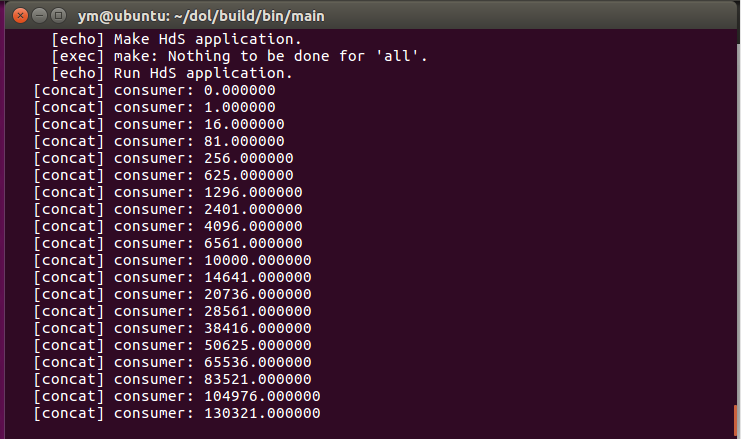 ym@ubuntu: ~/dol/build/bin/main
[echo] Make HdS application.
[exec] make: Nothing to be done for 'all'.
[echo] Run HdS application.
[concat] consumer: 0.000000
[concat] consumer: 1.000000
[concat] consumer: 16.000000
[concat] consumer: 81.000000
[concat] consumer: 256.000000
[concat] consumer: 625.000000
[concat] consumer: 1296.000000
[concat] consumer: 2401.000000
[concat] consumer: 4096.000000
[concat] consumer: 6561.000000
[concat] consumer: 10000.000000
[concat] consumer: 14641.000000
[concat] consumer: 20736.000000
[concat] consumer: 28561.000000
[concat] consumer: 38416.000000
[concat] consumer: 50625.000000
[concat] consumer: 65536.000000
[concat] consumer: 83521.000000
[concat] consumer: 104976.000000
[concat] consumer: 130321.000000